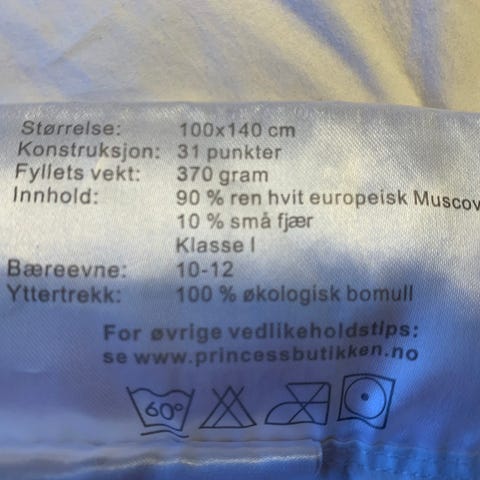 Størrelse: 100x140 cm
Konstruksjon: 31 punkter
Fyllets vekt: 370 gram
Innhold: 90 % ren hvit europeisk Muscov
10 % små fjær
Klasse I
Bæreevne: 10-12
Yttertrekk: 100 % økologisk bomull
For øvrige vedlikeholdstips:
se www.princessbutikken.no
60°